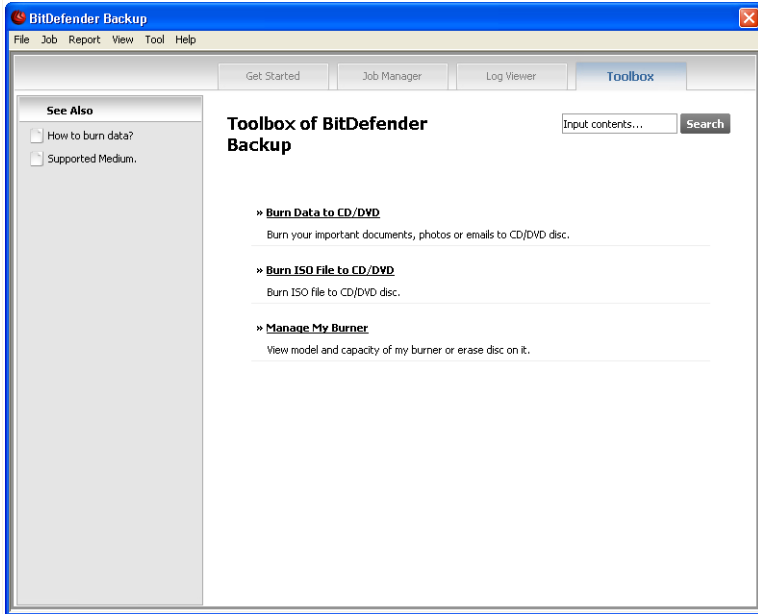 BitDefender Backup
File Job Report View Tool Help
Get Started Job Manager Log Viewer Toolbox
See Also
How to burn data?
Supported Medium.
Toolbox of BitDefender
Backup
Input contents... Search
» Burn Data to CD/DVD
Burn your important documents, photos or emails to CD/DVD disc.
» Burn ISO File to CD/DVD
Burn ISO file to CD/DVD disc.
» Manage My Burner
View model and capacity of my burner or erase disc on it.